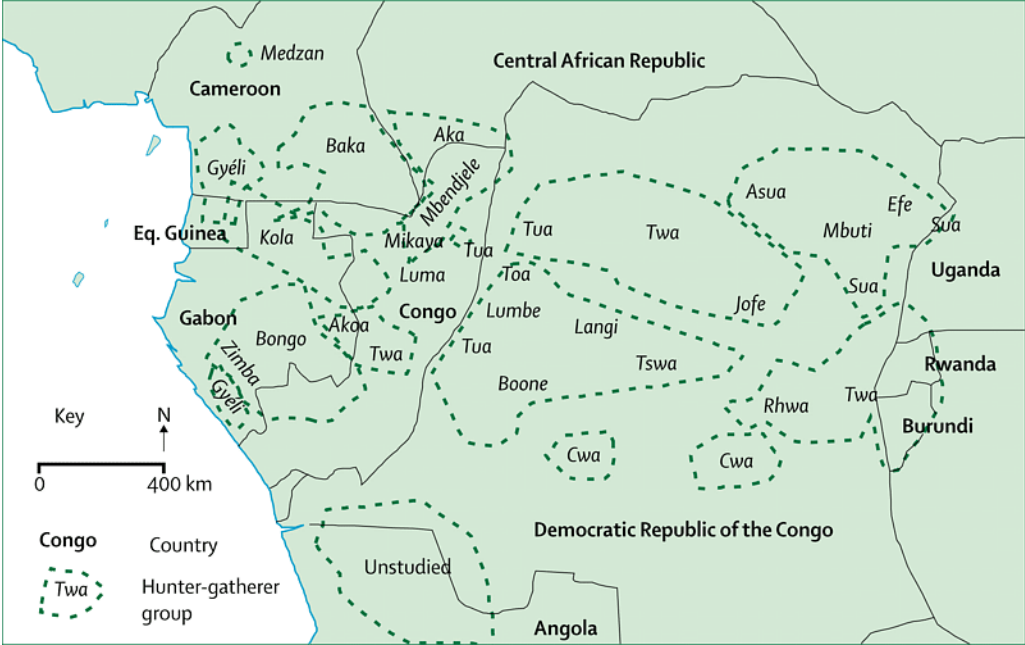 Medzan
Central African Republic
Cameroon
Aka
Baka
Gyéli
Mbendjele
Asua
Efe
Sua
Eq. Guinea
Kola
Mikaya
Tua
Tua
Twa
Mbuti
Luma
Toa
Sua
Uganda
Gabon
Akoa
Congo
Lumbe
Langi
Jofe
Bongo
Twa
Tua
Zimba
Tswa
Rwanda
Gyéli
Boone
Rhwa
Twa
Burundi
Key
N
Cwa
Cwa
0 400 km
Democratic Republic of the Congo
Congo Country
Unstudied
Twa Hunter-gatherer
group
Angola